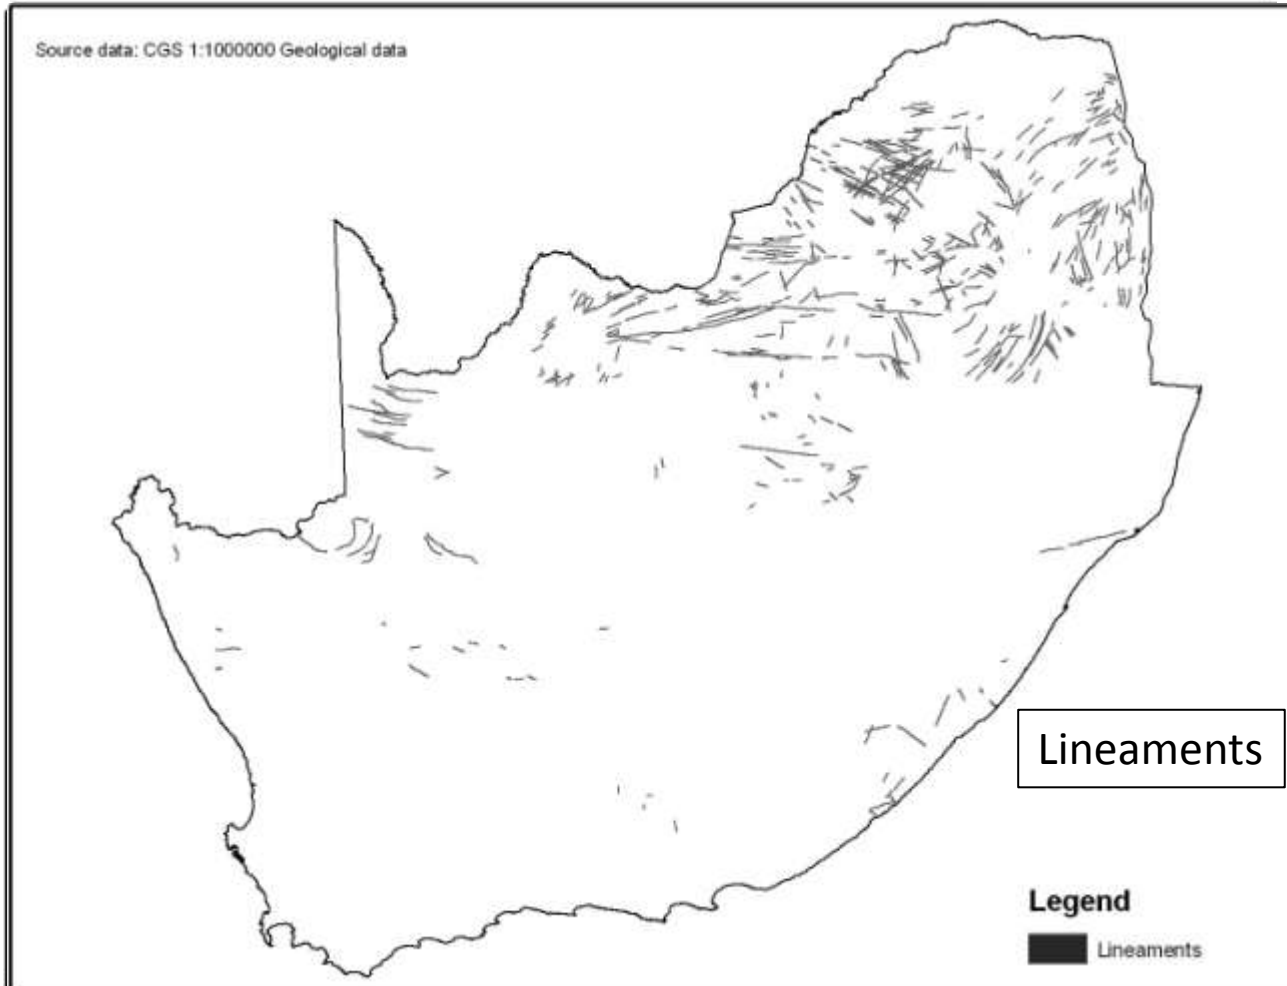 Source data: CGS 1:1000000 Geological data
Lineaments
Legend
Lineaments